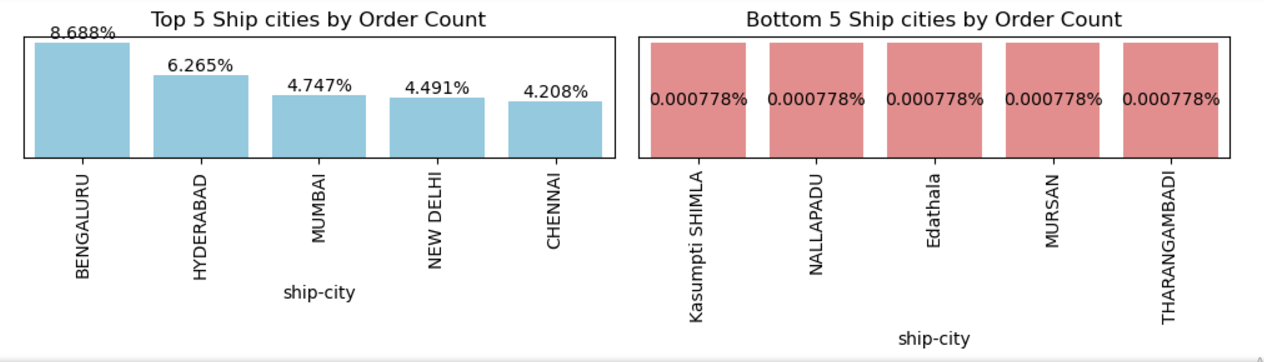 Top 5 Ship cities by Order Count
8.688%
6.265%
4.747%
4.491%
4.208%
BENGALURU
HYDERABAD
MUMBAI
NEW DELHI
CHENNAI
ship-city
Bottom 5 Ship cities by Order Count
0.000778%
0.000778%
0.000778%
0.000778%
0.000778%
Kasumpti SHIMLA
NALLAPADU
Edathala
MURSAN
THARANGAMBADI
ship-city